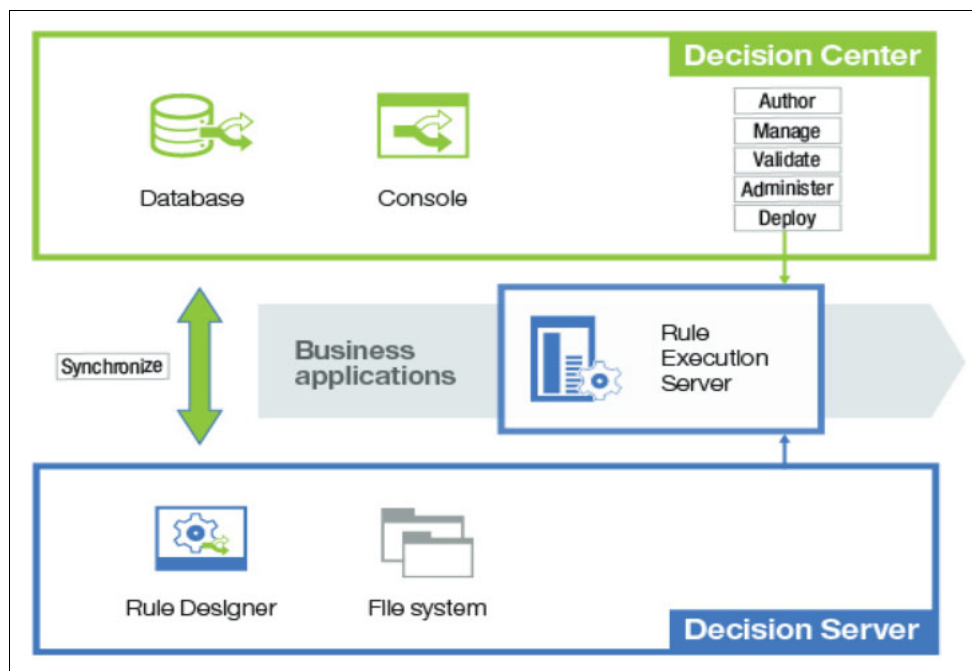 Decision Center
Author
Manage
Validate
Administer
Deploy
Database
Console
Synchronize
Business
applications
Rule
Execution
Server
Rule Designer
File system
Decision Server